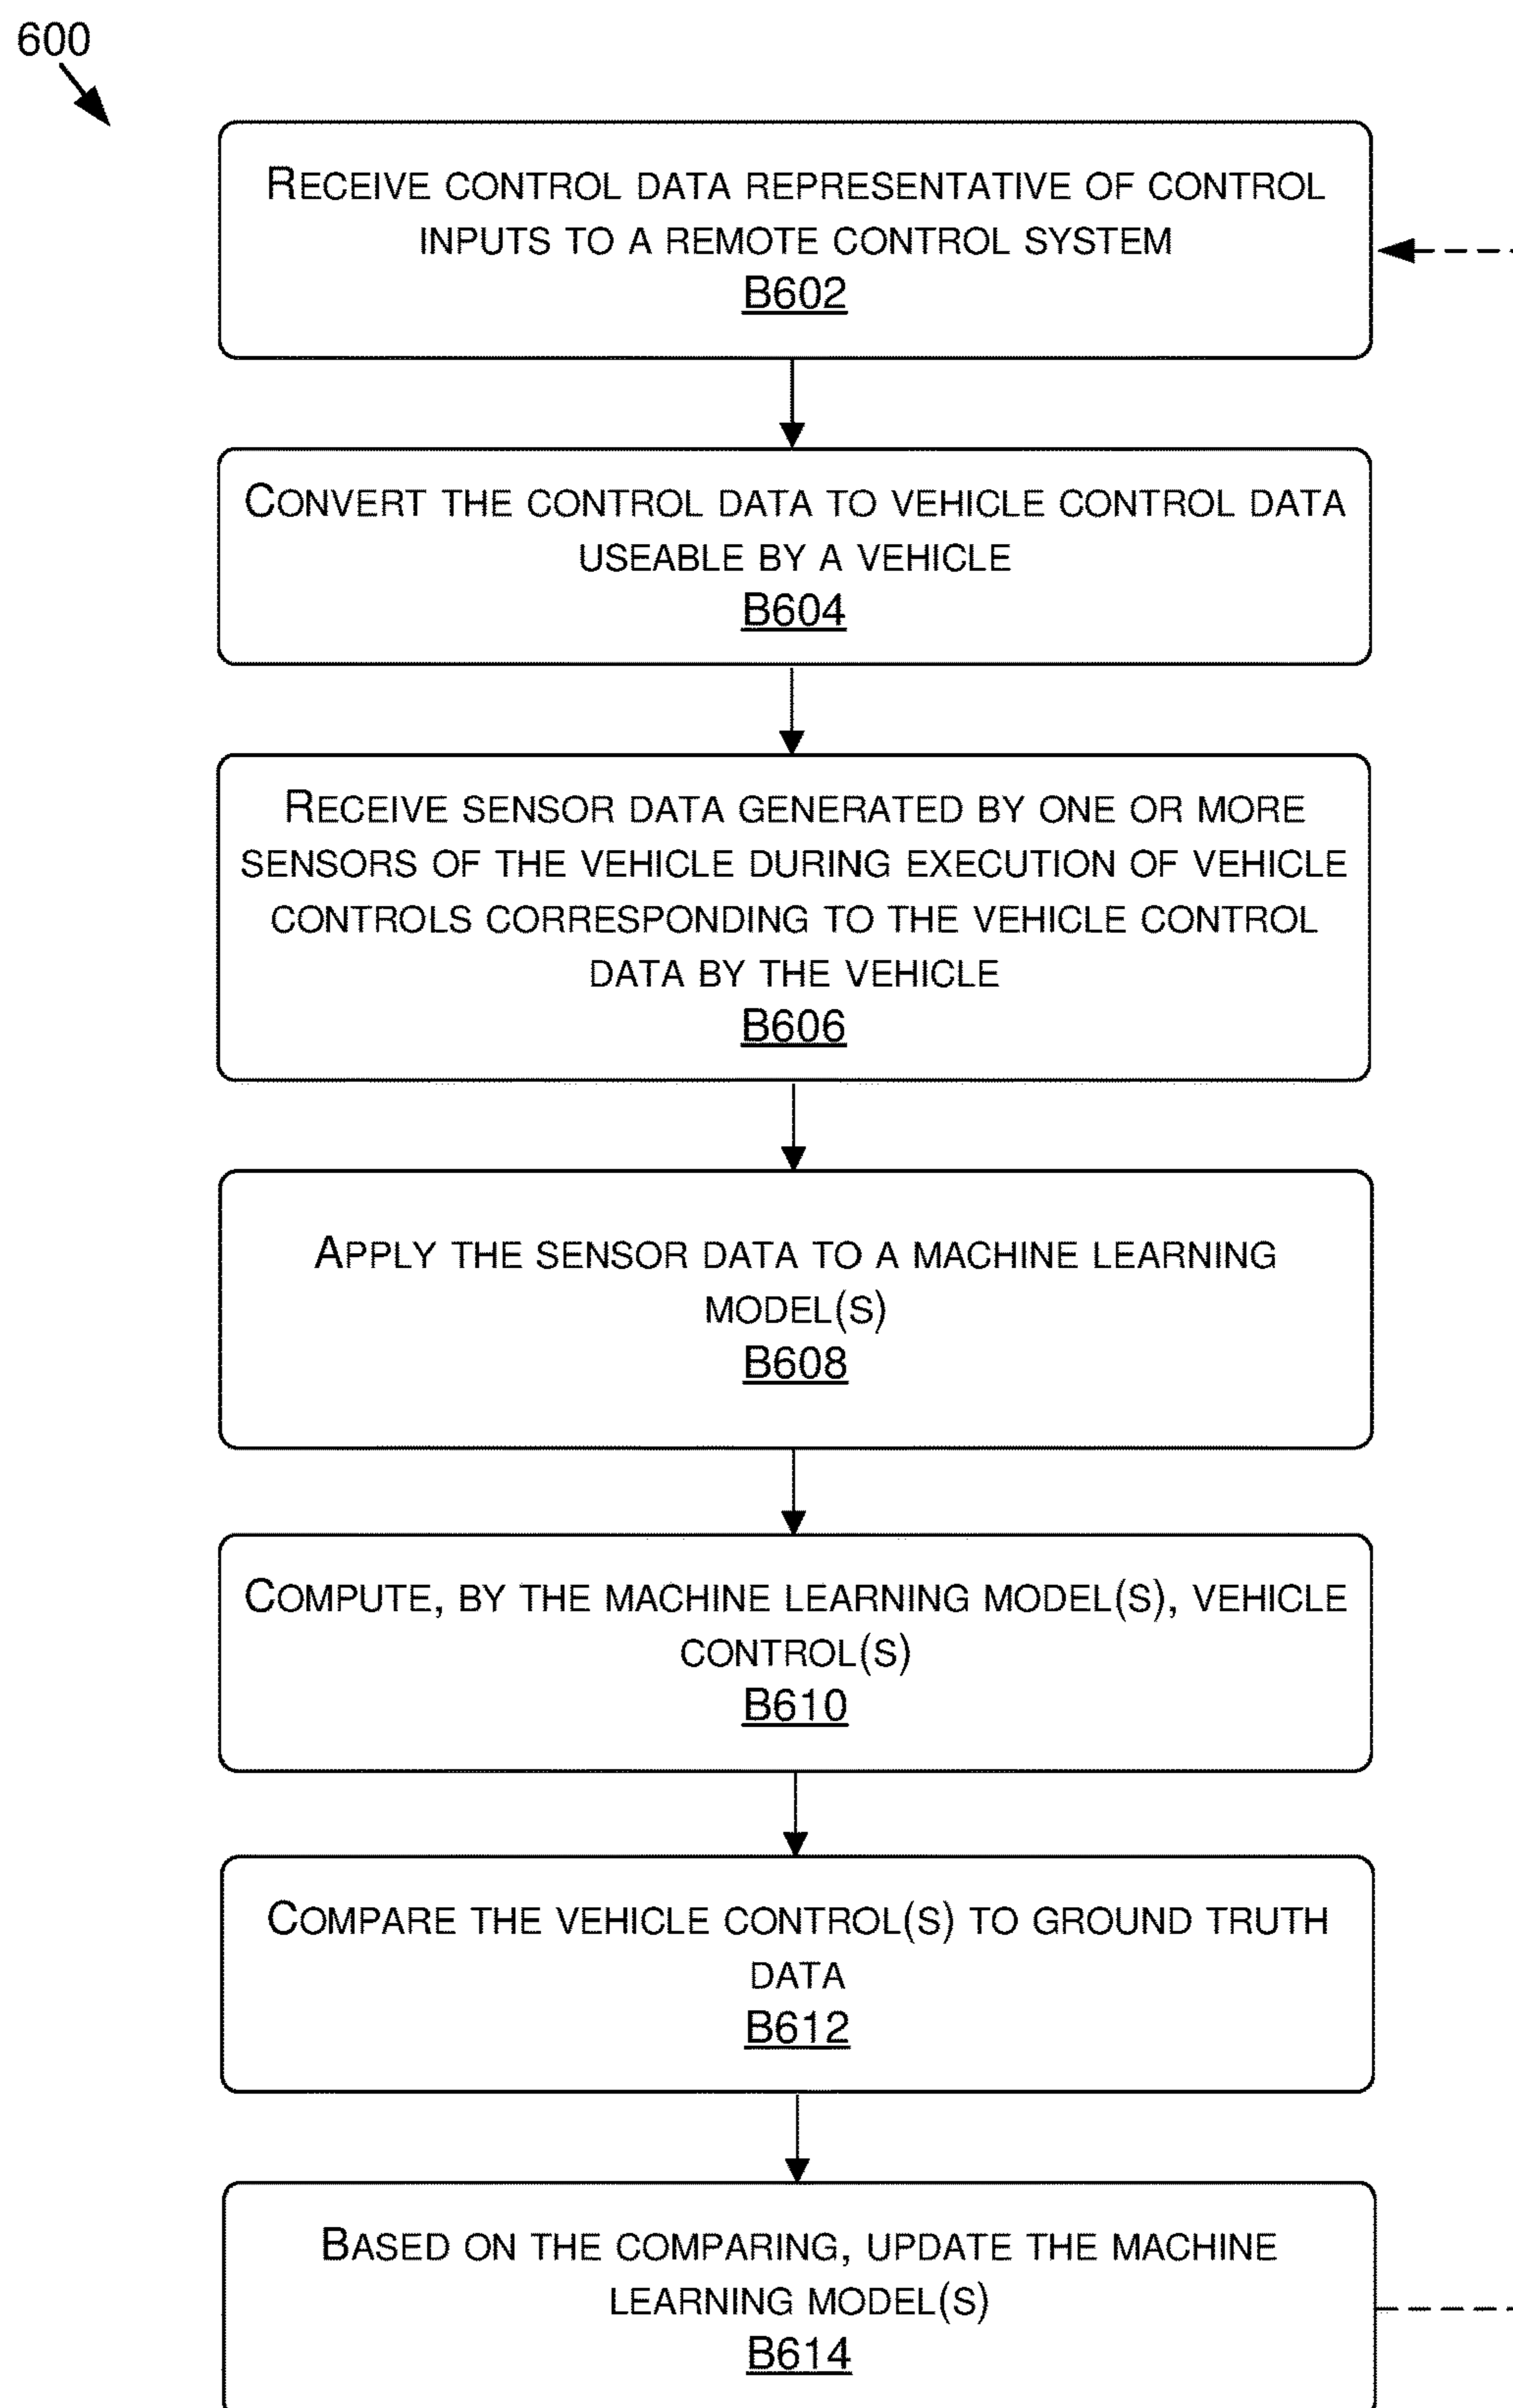 600
RECEIVE CONTROL DATA REPRESENTATIVE OF CONTROL
INPUTS TO A REMOTE CONTROL SYSTEM
B602
CONVERT THE CONTROL DATA TO VEHICLE CONTROL DATA
USEABLE BY A VEHICLE
B604
RECEIVE SENSOR DATA GENERATED BY ONE OR MORE
SENSORS OF THE VEHICLE DURING EXECUTION OF VEHICLE
CONTROLS CORRESPONDING TO THE VEHICLE CONTROL
DATA BY THE VEHICLE
B606
APPLY THE SENSOR DATA TO A MACHINE LEARNING
MODEL(S)
B608
COMPUTE, BY THE MACHINE LEARNING MODEL(S), VEHICLE
CONTROL(S)
B610
COMPARE THE VEHICLE CONTROL(S) TO GROUND TRUTH
DATA
B612
BASED ON THE COMPARING, UPDATE THE MACHINE
LEARNING MODEL(S)
B614